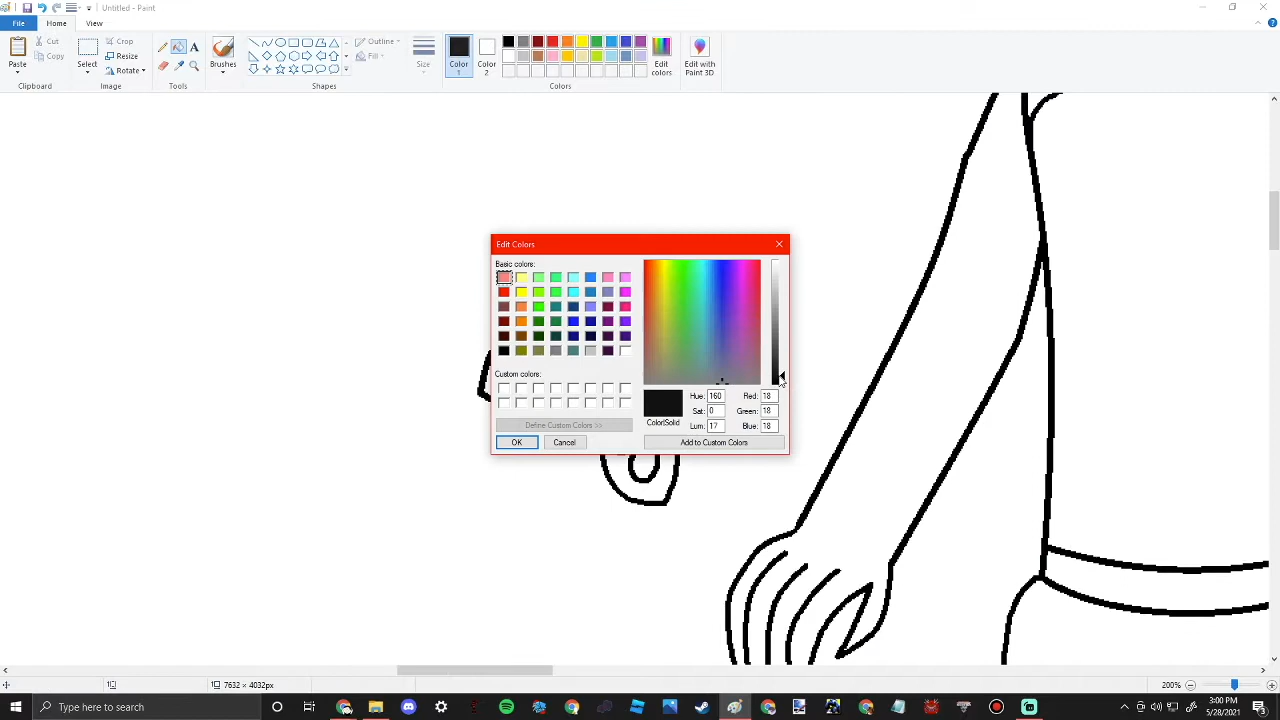 Untitled - Paint
File
Home
View
Paste
Cut
Copy
Clipboard
Select
Crop
Resize
Rotate
Image
A
Tools
Brushes
Outline
Fill
Shapes
Size
Color 1
Color 2
Colors
Edit colors
Edit with Paint 3D
Edit Colors
Basic colors:
Custom colors:
Define Custom Colors >>
OK
Cancel
Color|Solid
Hue: 160
Sat: 0
Lum: 17
Red: 18
Green: 18
Blue: 18
Add to Custom Colors
7632 × 4032px
200%
Type here to search
3:00 PM
5/28/2021